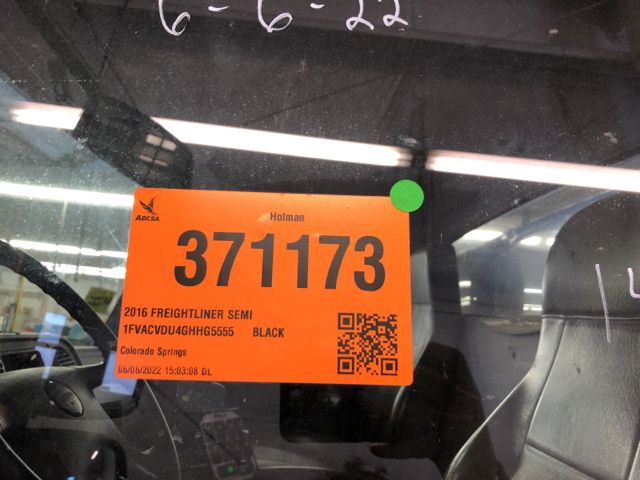 6-6-22
ADCSA
Holman
371173
2016 FREIGHTLINER SEMI
1FVACVDU4GHHG5555 BLACK
Colorado Springs
06/06/2022 15:03:08 DL